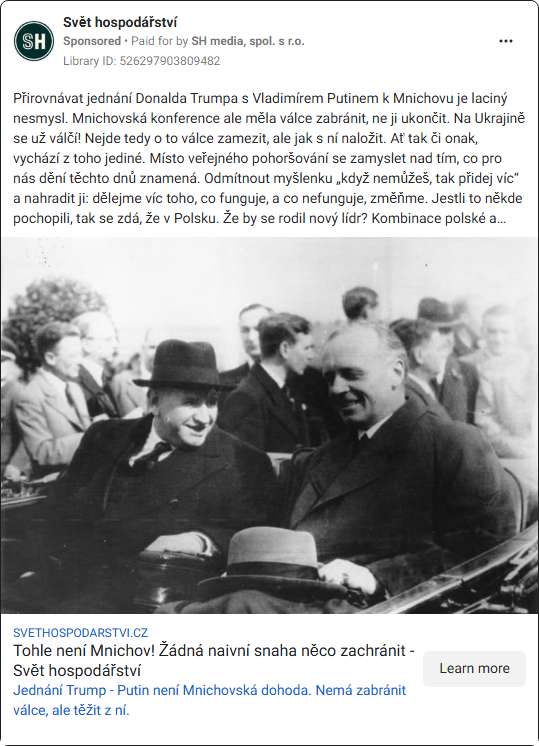 Svět hospodářství
Sponsored • Paid for by SH media, spol. s r.o.
Library ID: 526297903809482
SH
Přirovnávat jednání Donalda Trumpa s Vladimírem Putinem k Mnichovu je laciný
nesmysl. Mnichovská konference ale měla válce zabránit, ne ji ukončit. Na Ukrajině
se už válčí! Nejde tedy o to válce zamezit, ale jak s ní naložit. Ať tak či onak,
vychází z toho jediné. Místo veřejného pohoršování se zamyslet nad tím, co pro
nás dění těchto dnů znamená. Odmítnout myšlenku „když nemůžeš, tak přidej víc“
a nahradit ji: dělejme víc toho, co funguje, a co nefunguje, změňme. Jestli to někde
pochopili, tak se zdá, že v Polsku. Že by se rodil nový lídr? Kombinace polské a...
SVETHOSPODARSTVI.CZ
Tohle není Mnichov! Žádná naivní snaha něco zachránit -
Svět hospodářství
Learn more
Jednání Trump - Putin není Mnichovská dohoda. Nemá zabránit
válce, ale těžit z ní.